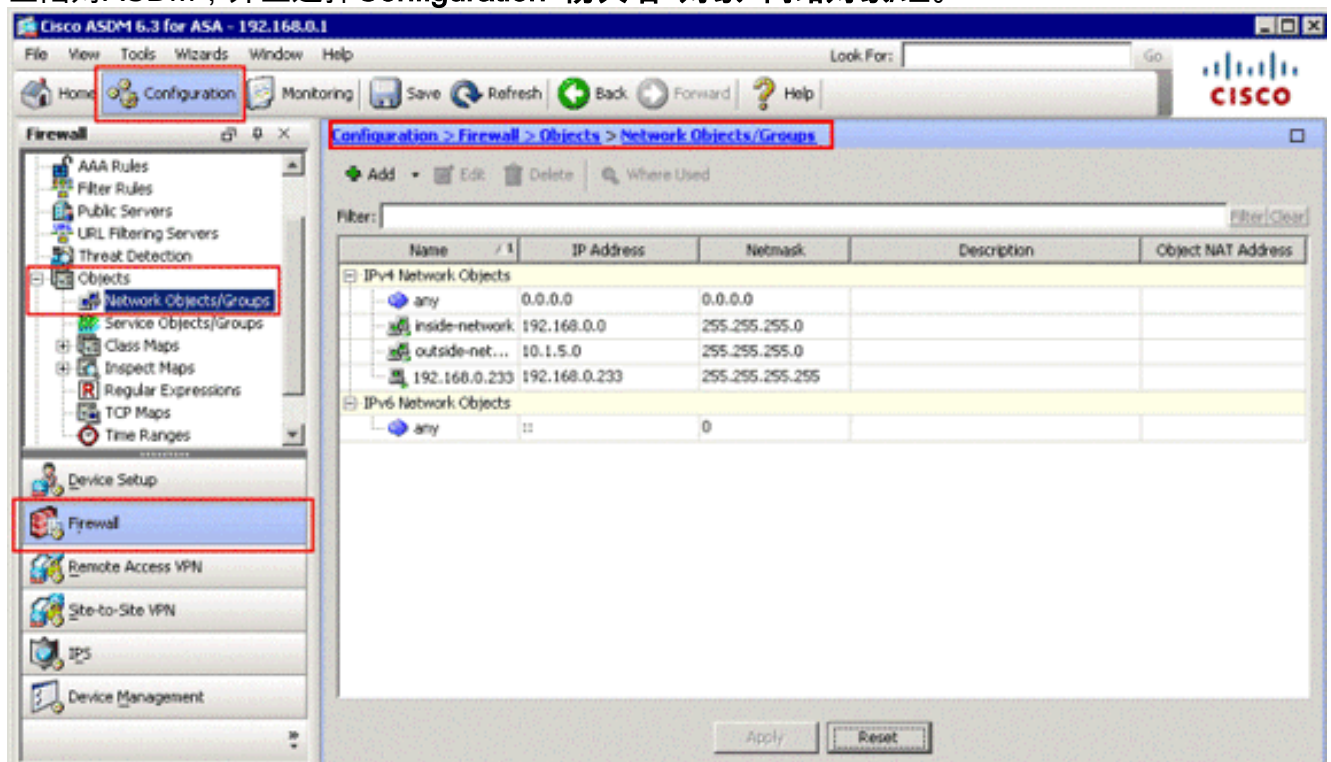 Cisco ASDM 6.3 for ASA - 192.168.0.1
File View Tools Wizards Window Help Look For: Go
Home Configuration Monitoring Save Refresh Back Forward Help
CISCO
Firewall
AAA Rules
Filter Rules
Public Servers
URL Filtering Servers
Threat Detection
Objects
Network Objects/Groups
Service Objects/Groups
Class Maps
Inspect Maps
Regular Expressions
TCP Maps
Time Ranges
Device Setup
Firewall
Remote Access VPN
Site-to-Site VPN
IPS
Device Management
Configuration > Firewall > Objects > Network Objects/Groups
Add Edit Delete Where Used
Filter: Filter Clear
Name IP Address Netmask Description Object NAT Address
IPv4 Network Objects
any 0.0.0.0 0.0.0.0
inside-network 192.168.0.0 255.255.255.0
outside-net... 10.1.5.0 255.255.255.0
192.168.0.233 192.168.0.233 255.255.255.255
IPv6 Network Objects
any :: 0
Apply Reset